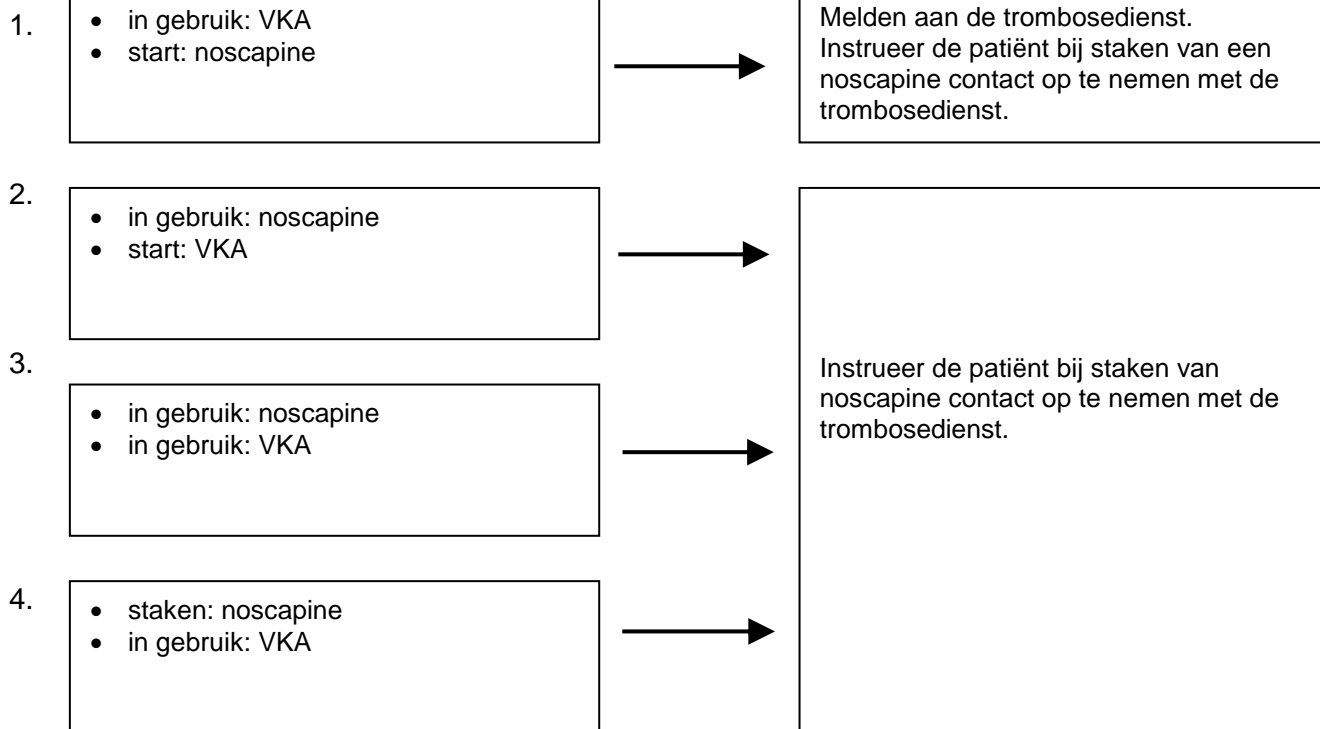 1.
• in gebruik: VKA
• start: noscapine
Melden aan de trombosedienst.
Instrueer de patiënt bij staken van een
noscapine contact op te nemen met de
trombosedienst.
2.
• in gebruik: noscapine
• start: VKA
3.
• in gebruik: noscapine
• in gebruik: VKA
Instrueer de patiënt bij staken van
noscapine contact op te nemen met de
trombosedienst.
4.
• staken: noscapine
• in gebruik: VKA